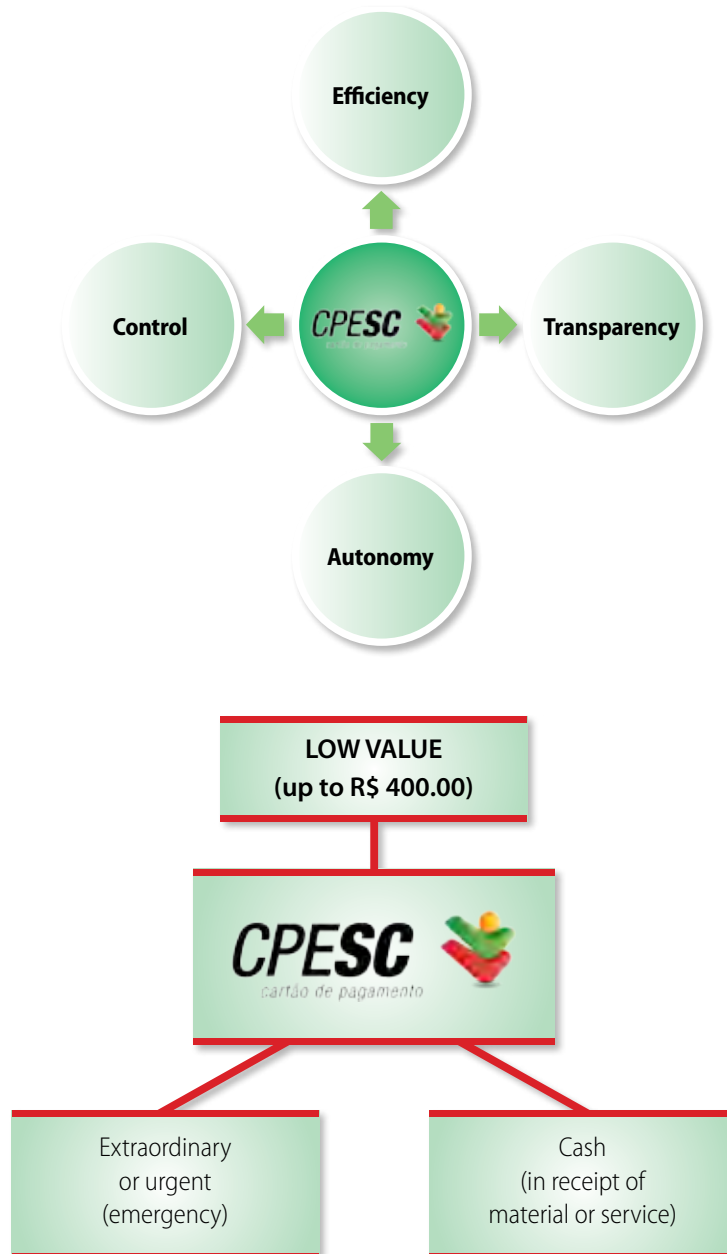 Efficiency
Control
CPESC
Transparency
Autonomy
LOW VALUE
(up to R$ 400.00)
CPESC
cartão de pagamento
Extraordinary
or urgent
(emergency)
Cash
(in receipt of
material or service)